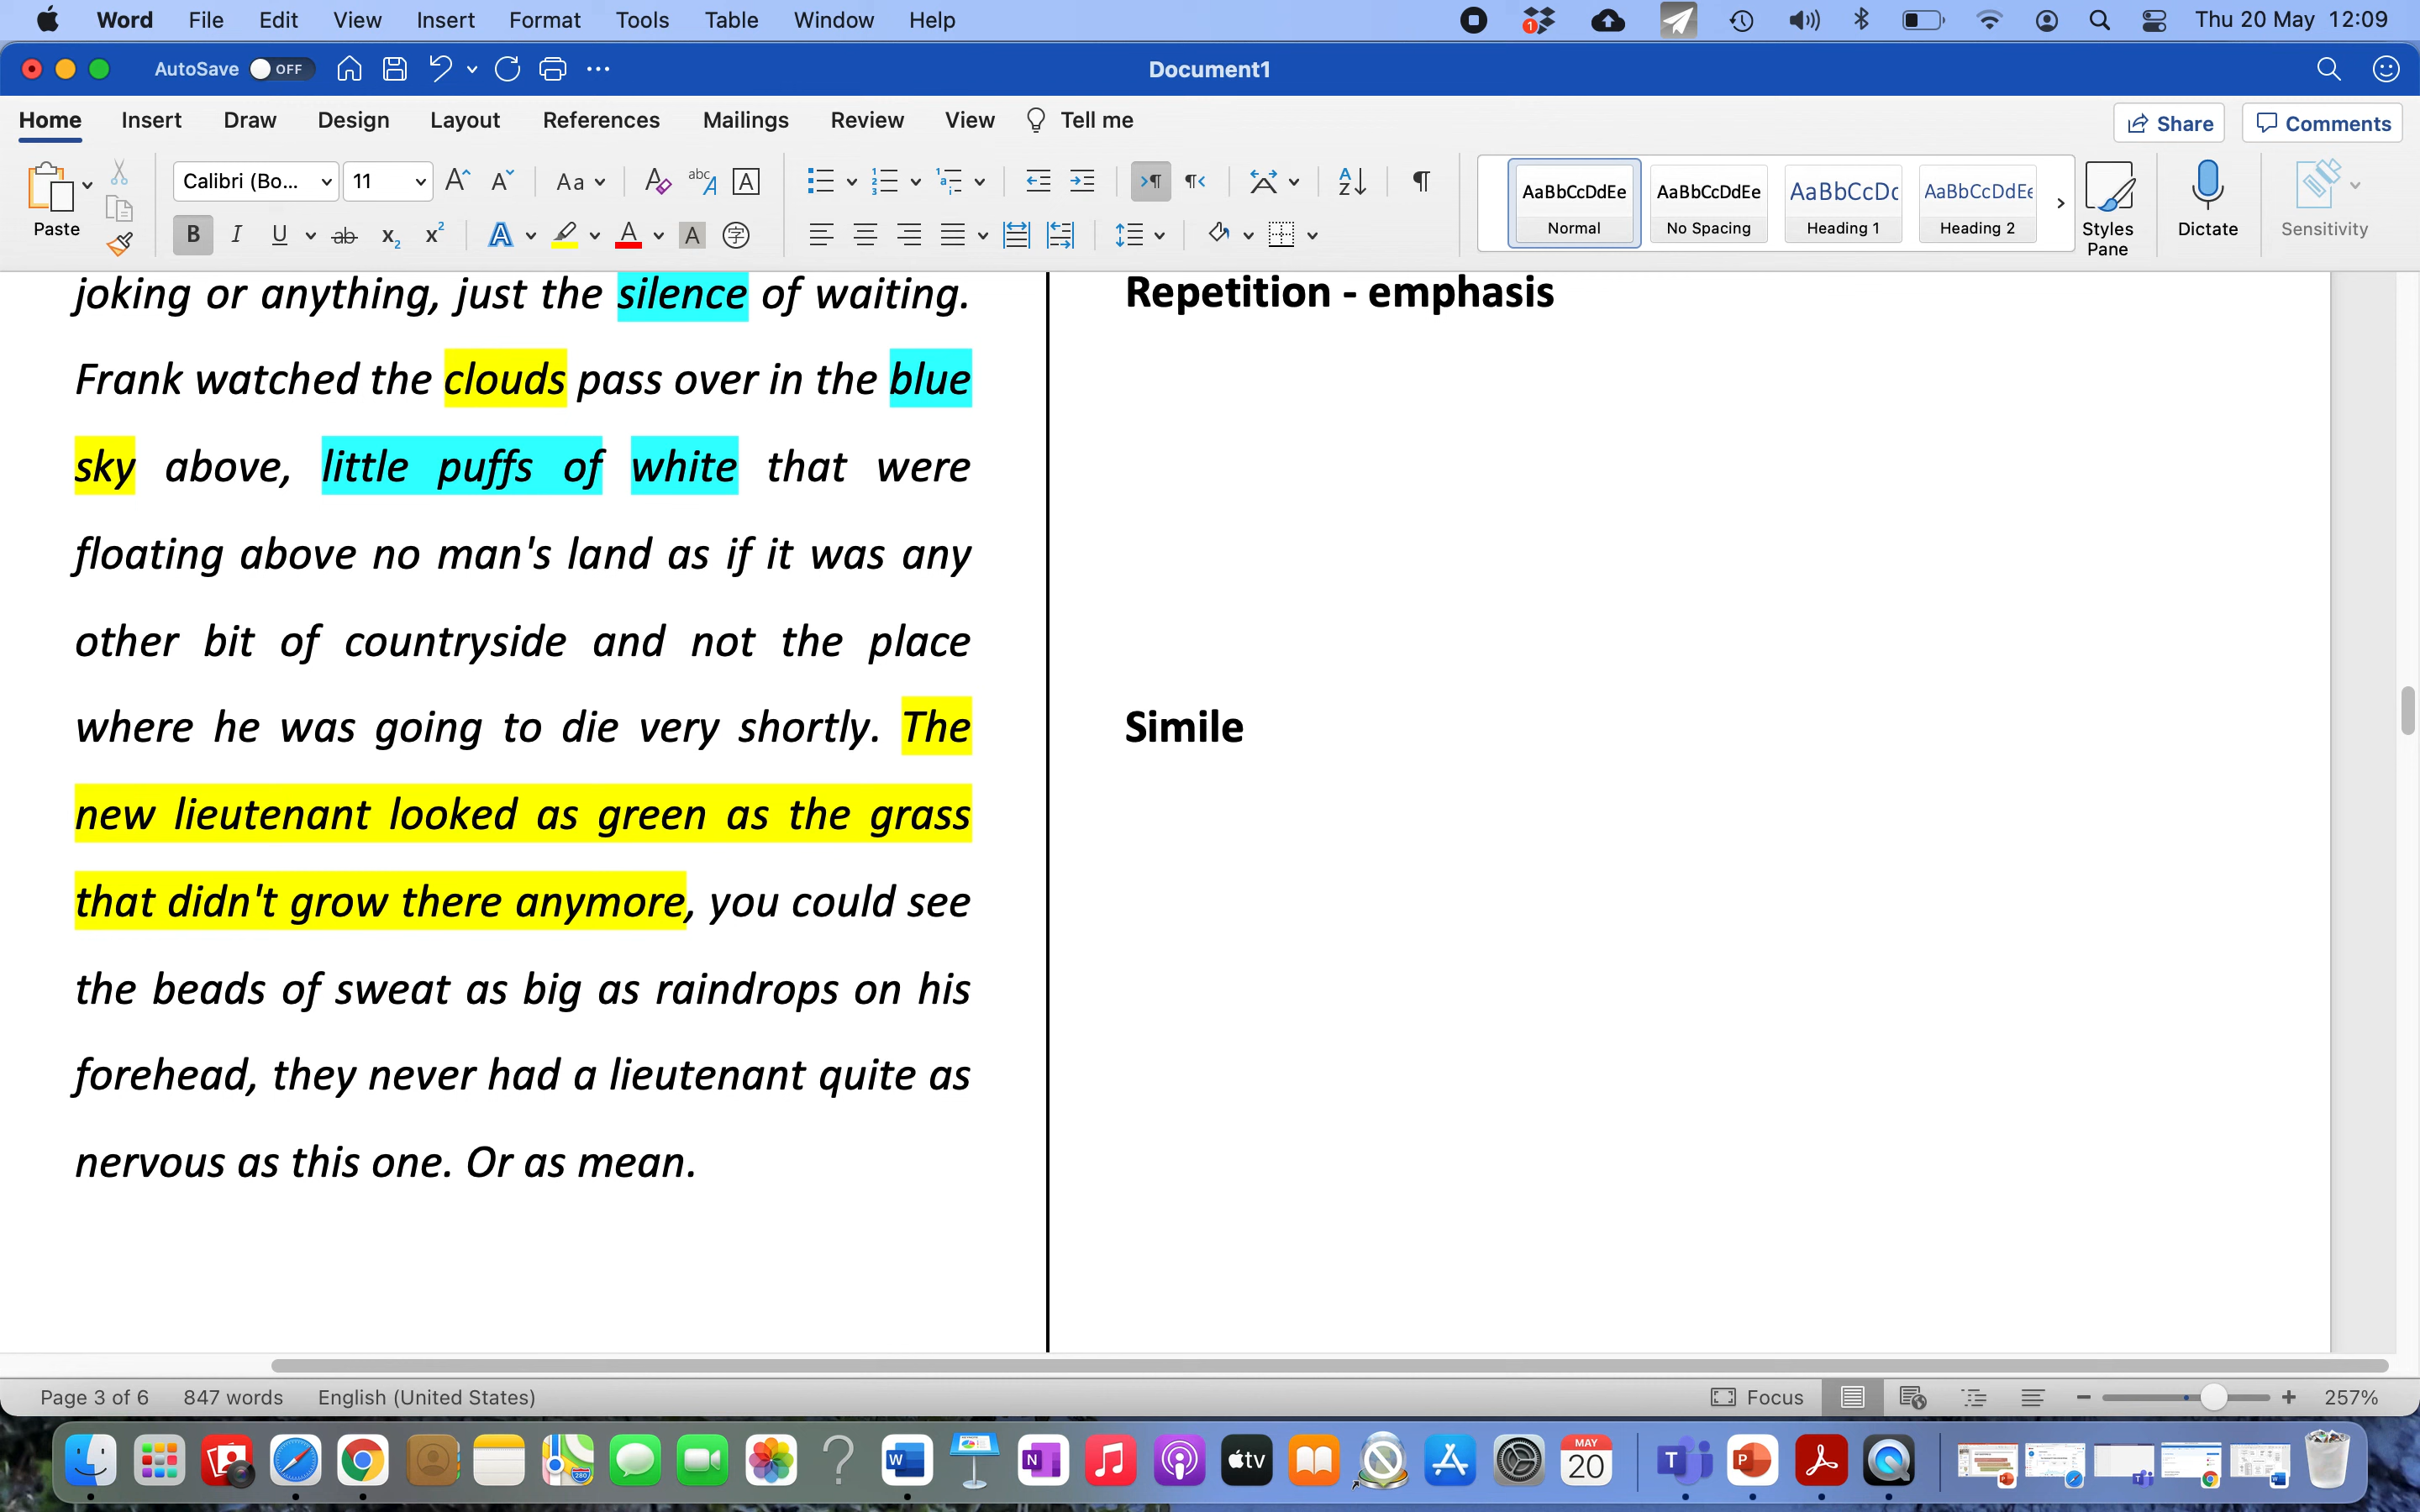 Word File Edit View Insert Format Tools Table Window Help Thu 20 May 12:09
AutoSave OFF Document1
Home Insert Draw Design Layout References Mailings Review View Tell me Share Comments
Paste Calibri (Bo... 11 Aa
AaBbCcDdEe AaBbCcDdEe AaBbCcDc AaBbCcDdEe
Normal No Spacing Heading 1 Heading 2 Styles Pane Dictate Sensitivity
joking or anything, just the silence of waiting.
Frank watched the clouds pass over in the blue
sky above, little puffs of white that were
floating above no man's land as if it was any
other bit of countryside and not the place
where he was going to die very shortly. The
new lieutenant looked as green as the grass
that didn't grow there anymore, you could see
the beads of sweat as big as raindrops on his
forehead, they never had a lieutenant quite as
nervous as this one. Or as mean.
Repetition - emphasis
Simile
Page 3 of 6 847 words English (United States) Focus 257%
tv MAY 20